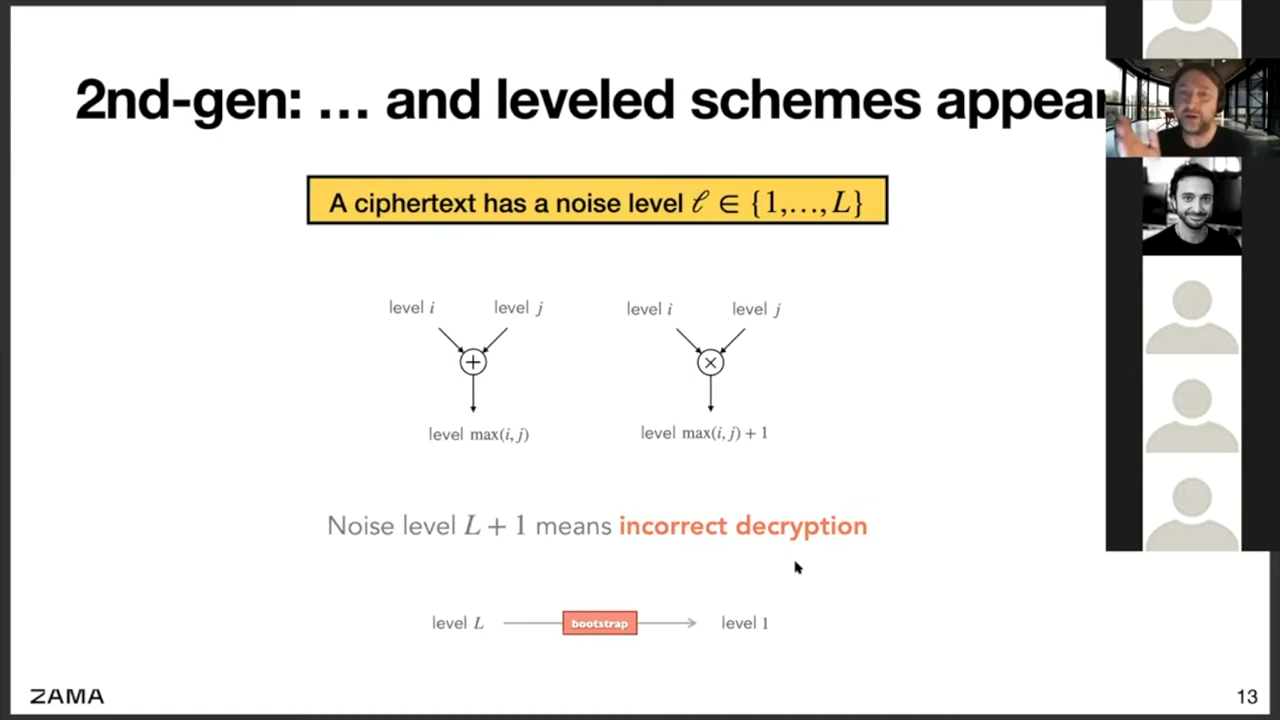 2nd-gen: … and leveled schemes appear
A ciphertext has a noise level ℓ ∈ {1,…, L}
level i level j level i level j
+ ×
level max(i, j) level max(i, j) + 1
Noise level L + 1 means incorrect decryption
level L bootstrap level 1
ZAMA 13